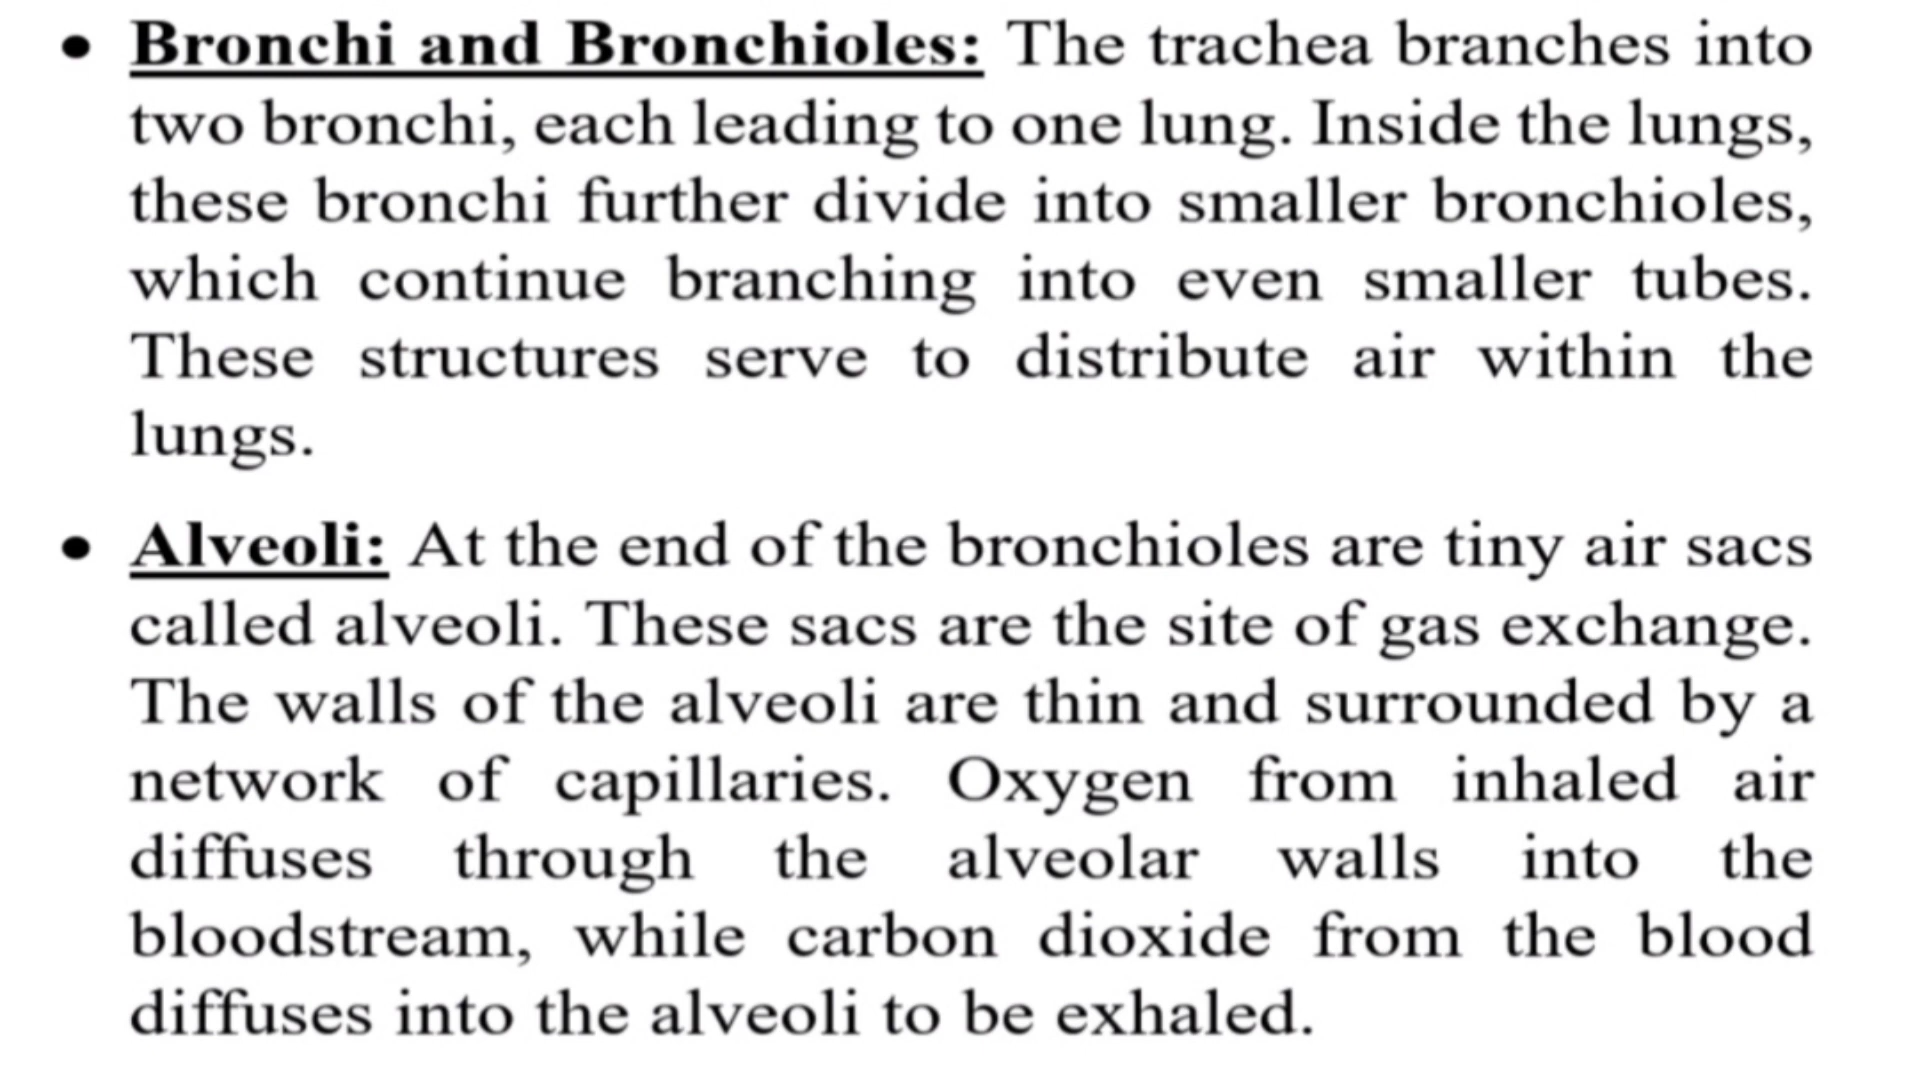 • Bronchi and Bronchioles: The trachea branches into
two bronchi, each leading to one lung. Inside the lungs,
these bronchi further divide into smaller bronchioles,
which continue branching into even smaller tubes.
These structures serve to distribute air within the
lungs.
• Alveoli: At the end of the bronchioles are tiny air sacs
called alveoli. These sacs are the site of gas exchange.
The walls of the alveoli are thin and surrounded by a
network of capillaries. Oxygen from inhaled air
diffuses through the alveolar walls into the
bloodstream, while carbon dioxide from the blood
diffuses into the alveoli to be exhaled.